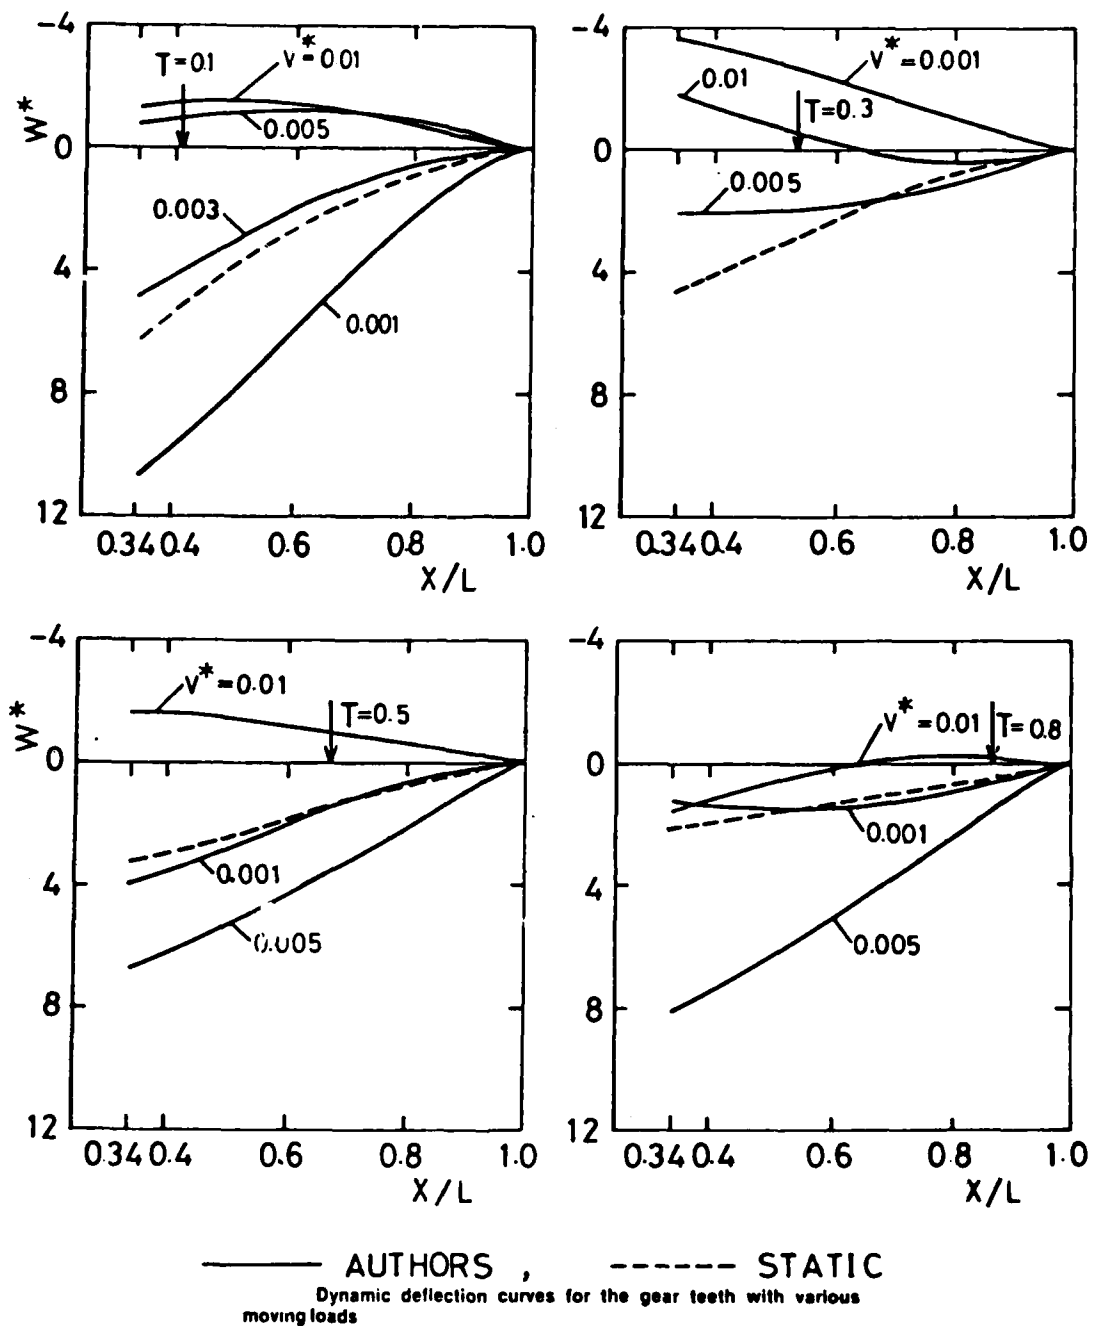 -4
T=0.1
V*=0.01
W*
0.005
0
0.003
4
0.001
8
12
0.34 0.4 0.6 0.8 1.0
X/L
-4
V*=0.001
0.01
T=0.3
0
0.005
4
8
12
0.34 0.4 0.6 0.8 1.0
X/L
-4
V*=0.01
W*
T=0.5
0
0.001
4
0.005
8
12
0.34 0.4 0.6 0.8 1.0
X/L
-4
V*=0.01
T=0.8
0
0.001
4
0.005
8
12
0.34 0.4 0.6 0.8 1.0
X/L
AUTHORS , STATIC
Dynamic deflection curves for the gear teeth with various
moving loads